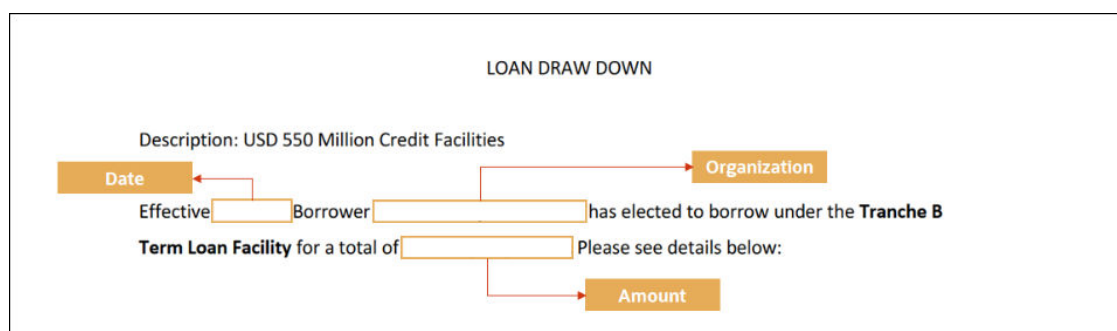 LOAN DRAW DOWN
Description: USD 550 Million Credit Facilities
Date
Organization
Effective Borrower has elected to borrow under the Tranche B
Term Loan Facility for a total of Please see details below:
Amount